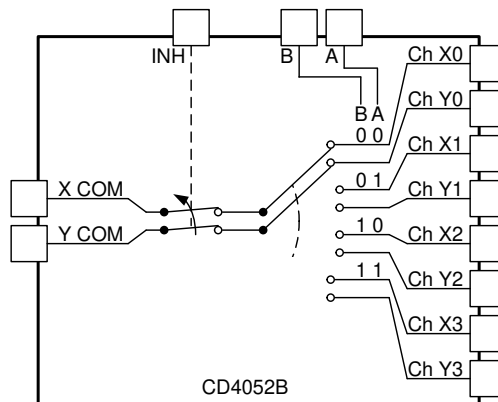 INH
B
A
Ch X0
B A
Ch Y0
0 0
Ch X1
X COM
0 1
Ch Y1
Y COM
1 0
Ch X2
1 1
Ch Y2
Ch X3
Ch Y3
CD4052B